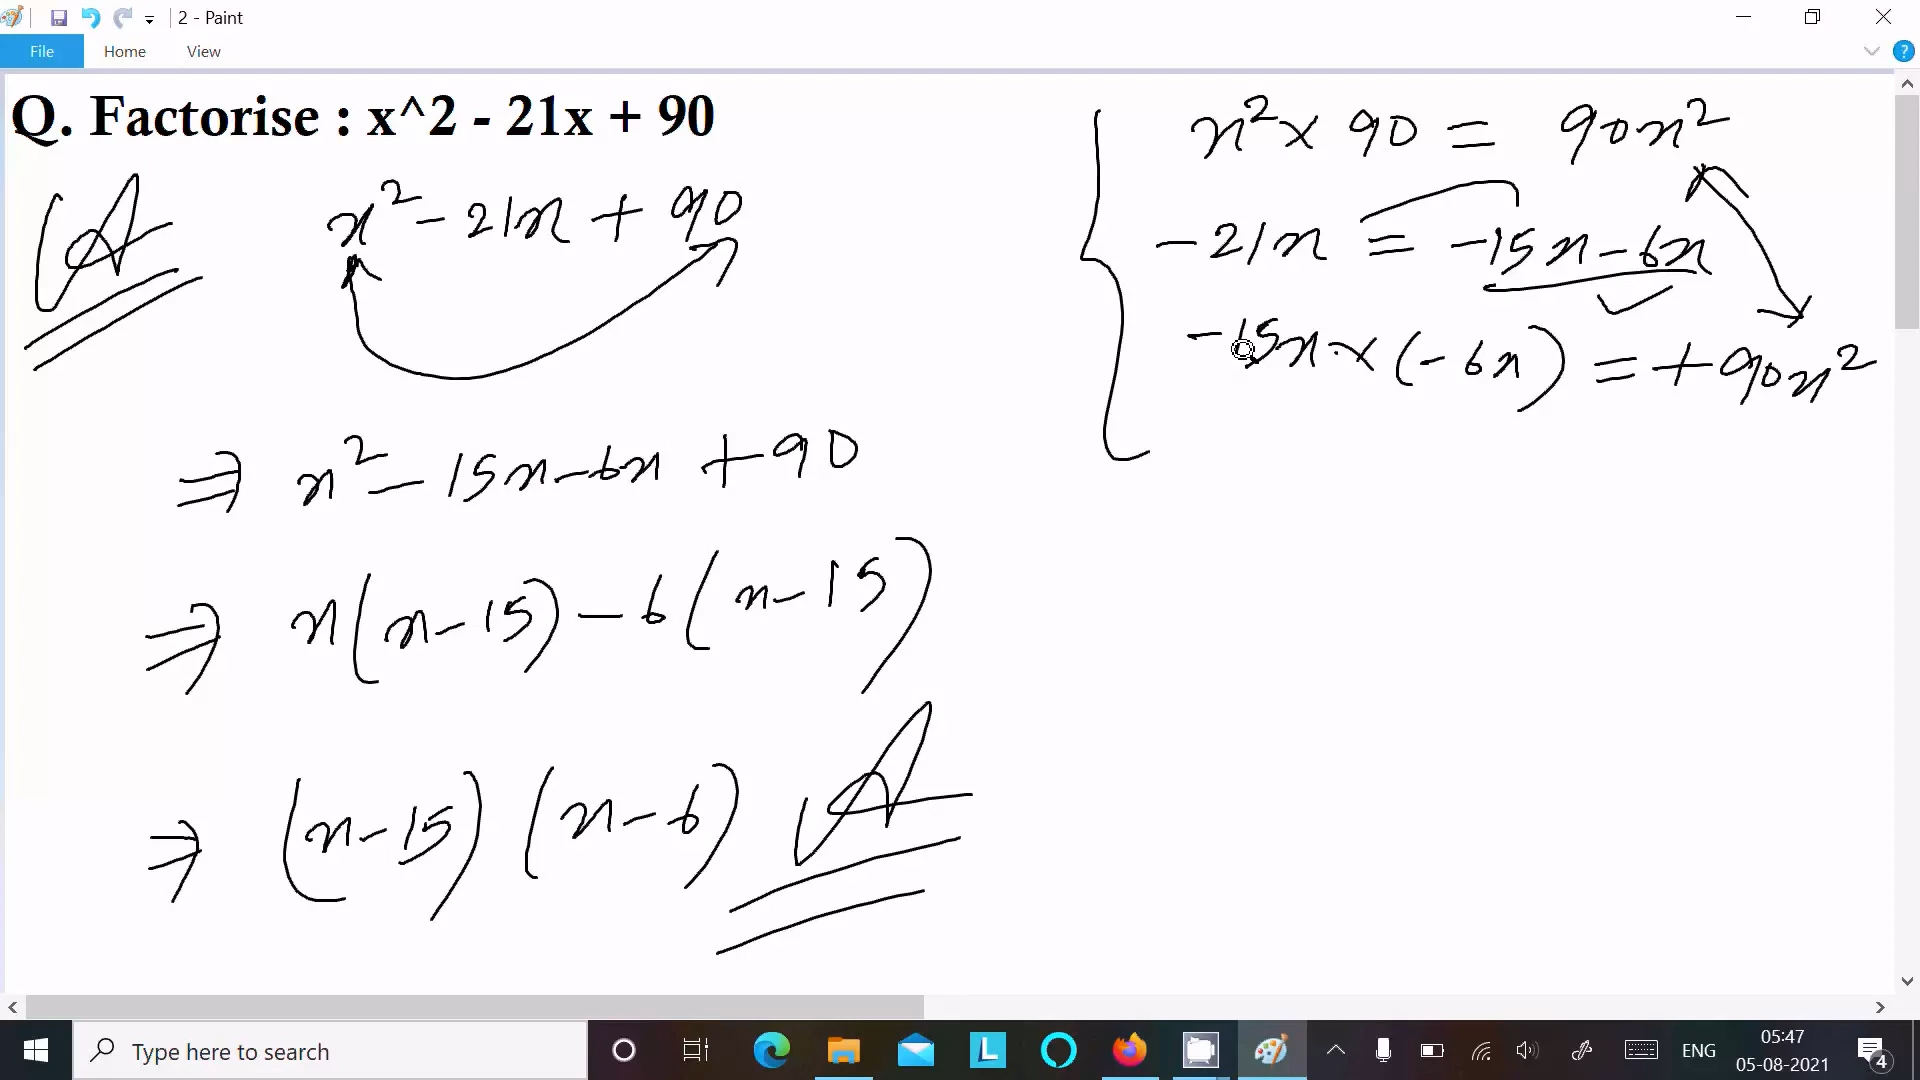 2 - Paint
File Home View
Q. Factorise : x^2 - 21x + 90
A
x² - 21x + 90
⇒ x² - 15x - 6x + 90
⇒ x(x - 15) - 6(x - 15)
⇒ (x - 15) (x - 6) A
x² × 90 = 90x²
- 21x = - 15x - 6x
- 15x × (- 6x) = + 90x²
Type here to search
ENG
05:47
05-08-2021
4